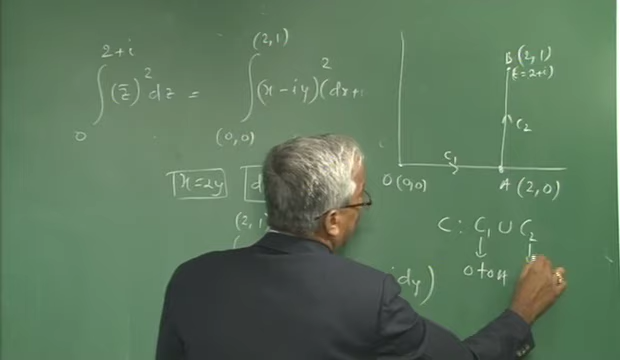 2+i
∫ (z̄)² dz = ∫ (x-iy)² (dx+
0
(2,1)
(0,0)
x=2y
d
(2,1
idy)
B (2,1)
(z=2+i)
C₂
C₁
O (0,0)
A (2,0)
C : C₁ ∪ C₂
↓ ↓
O to A